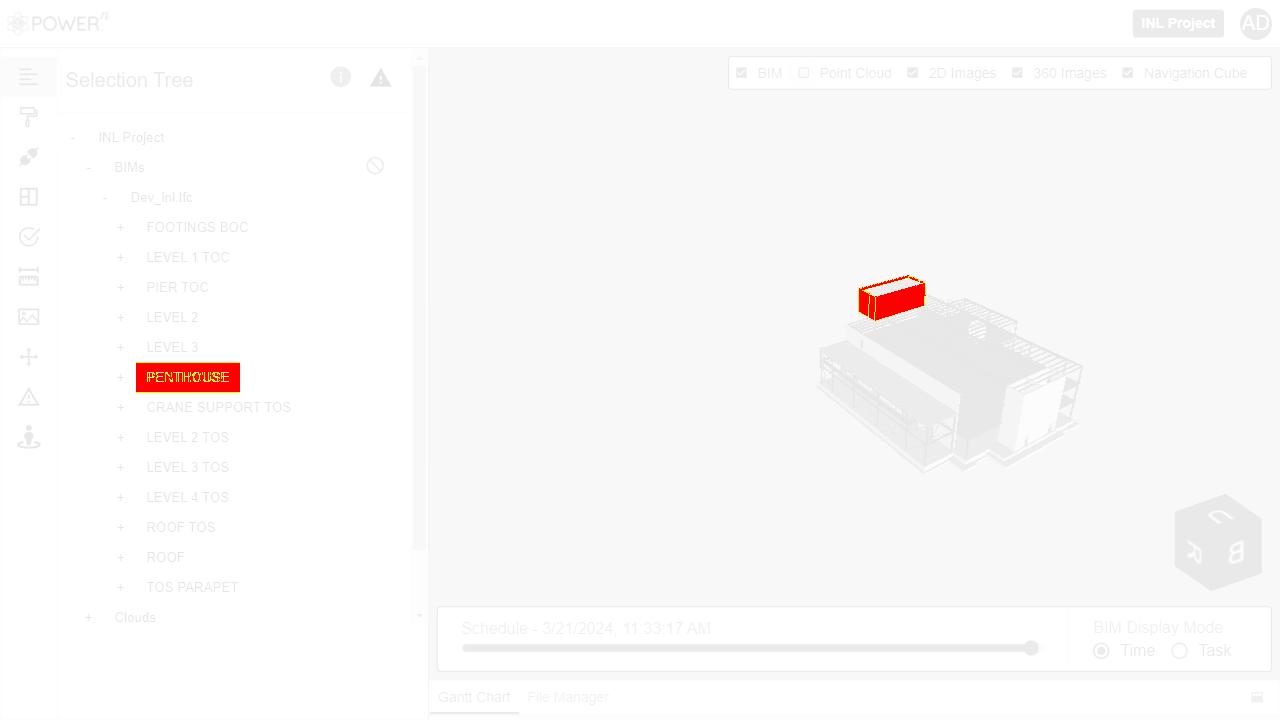 POWERⁿ
INL Project
AD
Selection Tree
BIM
Point Cloud
2D Images
360 Images
Navigation Cube
- INL Project
- BIMs
- Dev_Inl.Ifc
+ FOOTINGS BOC
+ LEVEL 1 TOC
+ PIER TOC
+ LEVEL 2
+ LEVEL 3
+ PENTHOUSE
+ CRANE SUPPORT TOS
+ LEVEL 2 TOS
+ LEVEL 3 TOS
+ LEVEL 4 TOS
+ ROOF TOS
+ ROOF
+ TOS PARAPET
+ Clouds
R
B
Schedule - 3/21/2024, 11:33:17 AM
BIM Display Mode
Time
Task
Gantt Chart
File Manager